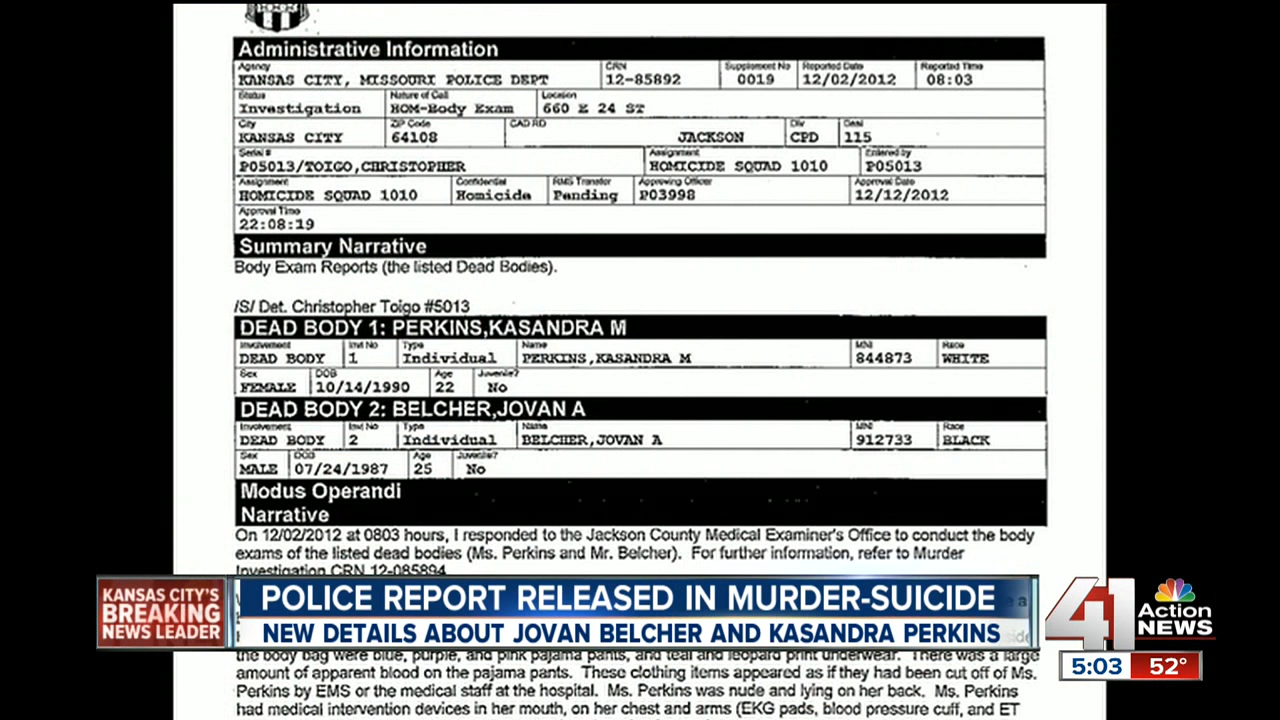 Administrative Information
Agency CRN Supplement No Reported Date Reported Time
KANSAS CITY, MISSOURI POLICE DEPT 12-85892 0019 12/02/2012 08:03
Status Nature of Call Location
Investigation HOM-Body Exam 660 E 24 ST
City ZIP Code CAD RD Div
KANSAS CITY 64108 JACKSON CPD 115
Serial # Assignment Entered by
P05013/TOIGO,CHRISTOPHER HOMICIDE SQUAD 1010 P05013
Assignment Confidential RMS Transfer Approving Officer Approval Date
HOMICIDE SQUAD 1010 Homicide Pending P03998 12/12/2012
Approval Time
22:08:19
Summary Narrative
Body Exam Reports (the listed Dead Bodies).
/S/ Det. Christopher Toigo #5013
DEAD BODY 1: PERKINS,KASANDRA M
Involvement Invl No Type Name MNI Race
DEAD BODY 1 Individual PERKINS,KASANDRA M 844873 WHITE
Sex DOB Age Juvenile?
FEMALE 10/14/1990 22 No
DEAD BODY 2: BELCHER,JOVAN A
Involvement Invl No Type Name MNI Race
DEAD BODY 2 Individual BELCHER,JOVAN A 912733 BLACK
Sex DOB Age Juvenile?
MALE 07/24/1987 25 No
Modus Operandi
Narrative
On 12/02/2012 at 0803 hours, I responded to the Jackson County Medical Examiner's Office to conduct the body
exams of the listed dead bodies (Ms. Perkins and Mr. Belcher). For further information, refer to Murder
Investigation CRN 12-085894
KANSAS CITY'S
BREAKING
NEWS LEADER
POLICE REPORT RELEASED IN MURDER-SUICIDE
NEW DETAILS ABOUT JOVAN BELCHER AND KASANDRA PERKINS
41
Action
NEWS
5:03 52°
the body bag were blue, purple, and pink pajama pants, and teal and leopard print underwear. There was a large
amount of apparent blood on the pajama pants. These clothing items appeared as if they had been cut off of Ms.
Perkins by EMS or the medical staff at the hospital. Ms. Perkins was nude and lying on her back. Ms. Perkins
had medical intervention devices in her mouth, on her chest and arms (EKG pads, blood pressure cuff, and ET